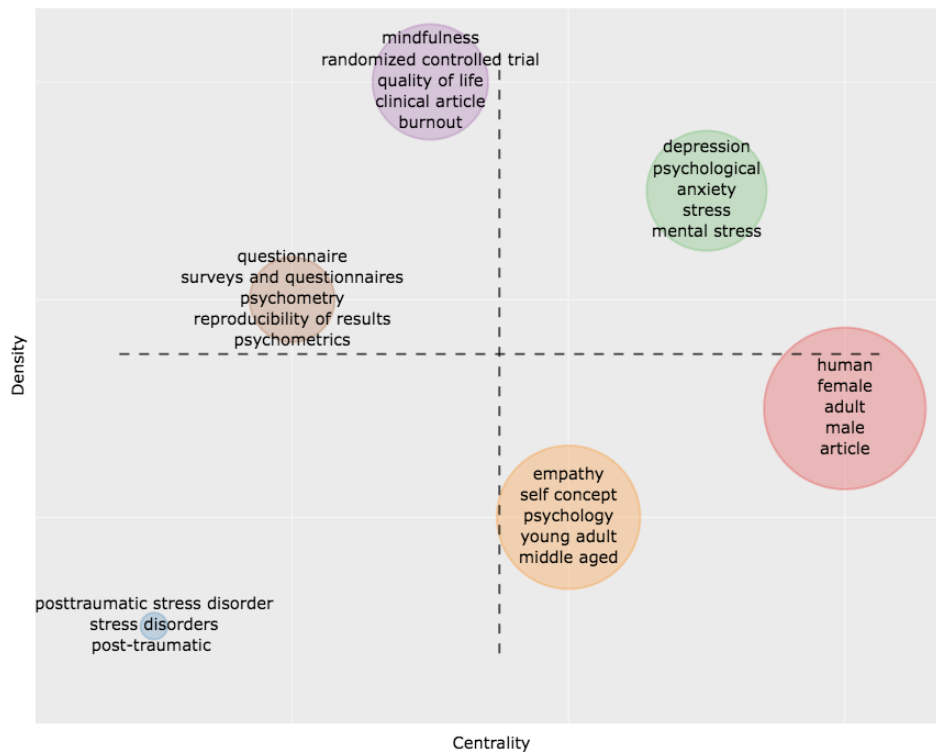 mindfulness
randomized controlled trial
quality of life
clinical article
burnout
depression
psychological
anxiety
stress
mental stress
questionnaire
surveys and questionnaires
psychometry
reproducibility of results
psychometrics
human
female
adult
male
article
empathy
self concept
psychology
young adult
middle aged
posttraumatic stress disorder
stress disorders
post-traumatic
Density
Centrality